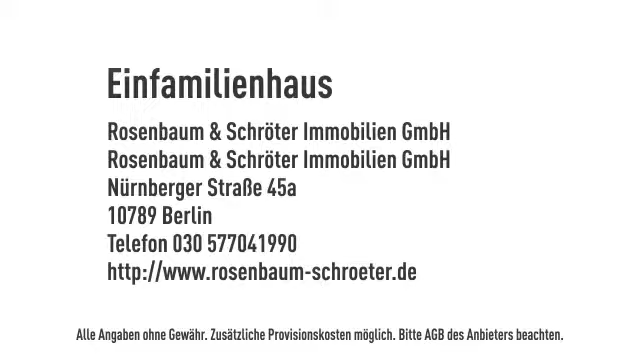 Einfamilienhaus
Rosenbaum & Schröter Immobilien GmbH
Rosenbaum & Schröter Immobilien GmbH
Nürnberger Straße 45a
10789 Berlin
Telefon 030 577041990
http://www.rosenbaum-schroeter.de
Alle Angaben ohne Gewähr. Zusätzliche Provisionskosten möglich. Bitte AGB des Anbieters beachten.